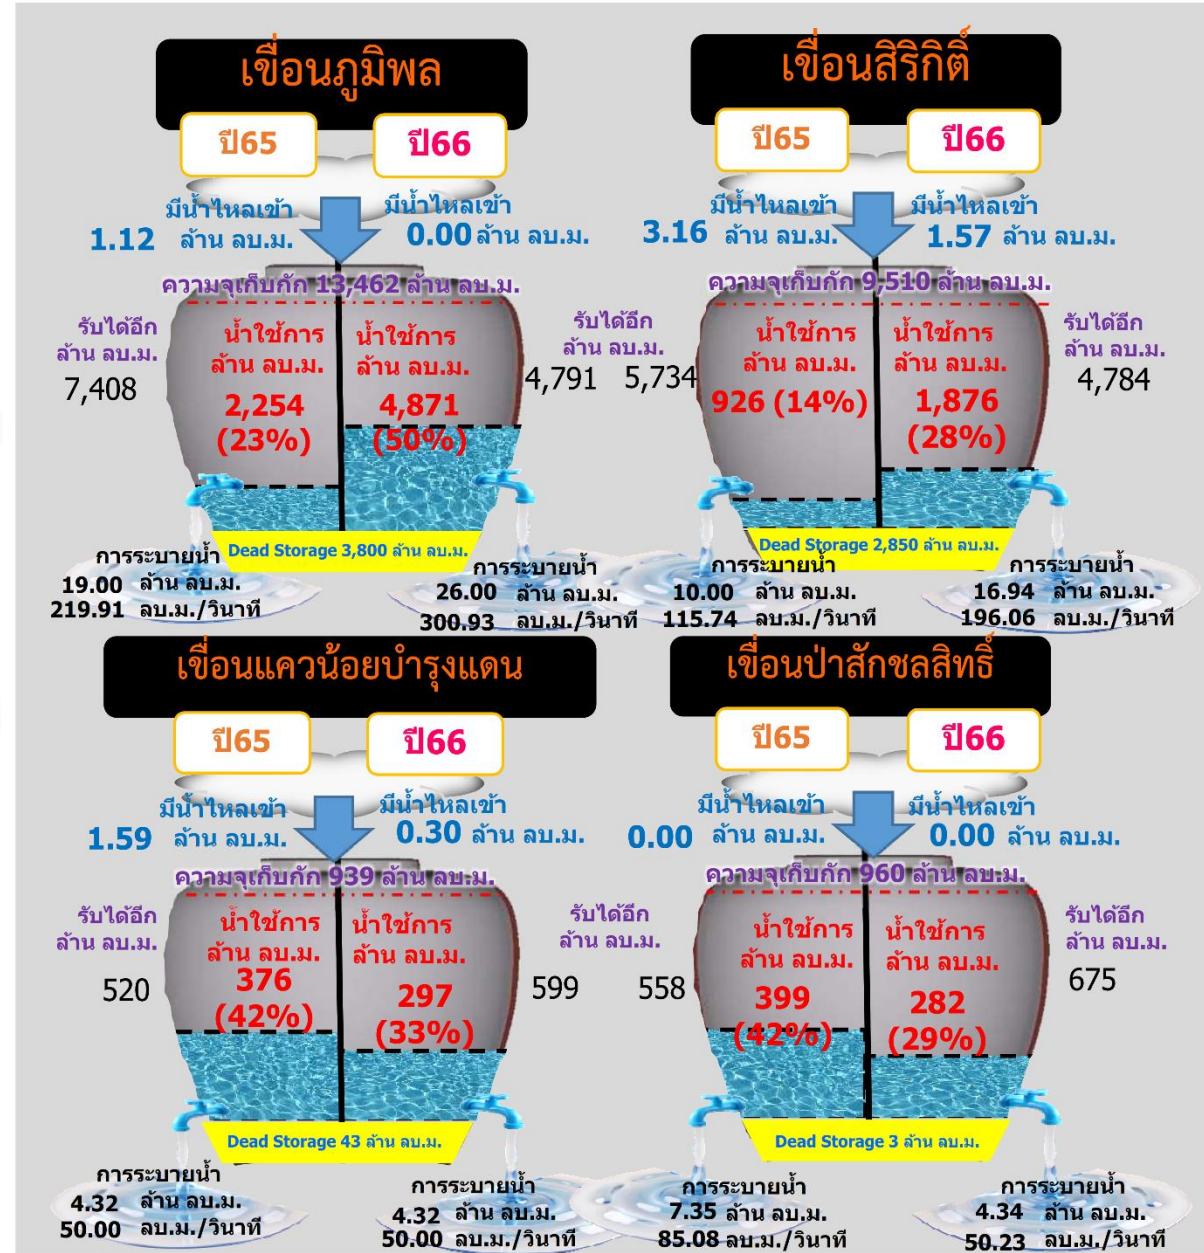 เขื่อนภูมิพล
ปี65
ปี66
มีน้ำไหลเข้า
1.12 ล้าน ลบ.ม.
มีน้ำไหลเข้า
0.00 ล้าน ลบ.ม.
ความจุเก็บกัก 13,462 ล้าน ลบ.ม.
รับได้อีก
ล้าน ลบ.ม.
7,408
น้ำใช้การ
ล้าน ลบ.ม.
2,254
(23%)
น้ำใช้การ
ล้าน ลบ.ม.
4,871
(50%)
รับได้อีก
ล้าน ลบ.ม.
4,791
Dead Storage 3,800 ล้าน ลบ.ม.
การระบายน้ำ
19.00 ล้าน ลบ.ม.
219.91 ลบ.ม./วินาที
การระบายน้ำ
26.00 ล้าน ลบ.ม.
300.93 ลบ.ม./วินาที
เขื่อนสิริกิติ์
ปี65
ปี66
มีน้ำไหลเข้า
3.16 ล้าน ลบ.ม.
มีน้ำไหลเข้า
1.57 ล้าน ลบ.ม.
ความจุเก็บกัก 9,510 ล้าน ลบ.ม.
5,734
น้ำใช้การ
ล้าน ลบ.ม.
926 (14%)
น้ำใช้การ
ล้าน ลบ.ม.
1,876
(28%)
รับได้อีก
ล้าน ลบ.ม.
4,784
Dead Storage 2,850 ล้าน ลบ.ม.
การระบายน้ำ
10.00 ล้าน ลบ.ม.
115.74 ลบ.ม./วินาที
การระบายน้ำ
16.94 ล้าน ลบ.ม.
196.06 ลบ.ม./วินาที
เขื่อนแควน้อยบำรุงแดน
ปี65
ปี66
มีน้ำไหลเข้า
1.59 ล้าน ลบ.ม.
มีน้ำไหลเข้า
0.30 ล้าน ลบ.ม.
ความจุเก็บกัก 939 ล้าน ลบ.ม.
รับได้อีก
ล้าน ลบ.ม.
520
น้ำใช้การ
ล้าน ลบ.ม.
376
(42%)
น้ำใช้การ
ล้าน ลบ.ม.
297
(33%)
รับได้อีก
ล้าน ลบ.ม.
599
Dead Storage 43 ล้าน ลบ.ม.
การระบายน้ำ
4.32 ล้าน ลบ.ม.
50.00 ลบ.ม./วินาที
การระบายน้ำ
4.32 ล้าน ลบ.ม.
50.00 ลบ.ม./วินาที
เขื่อนป่าสักชลสิทธิ์
ปี65
ปี66
มีน้ำไหลเข้า
0.00 ล้าน ลบ.ม.
มีน้ำไหลเข้า
0.00 ล้าน ลบ.ม.
ความจุเก็บกัก 960 ล้าน ลบ.ม.
558
น้ำใช้การ
ล้าน ลบ.ม.
399
(42%)
น้ำใช้การ
ล้าน ลบ.ม.
282
(29%)
รับได้อีก
ล้าน ลบ.ม.
675
Dead Storage 3 ล้าน ลบ.ม.
การระบายน้ำ
7.35 ล้าน ลบ.ม.
85.08 ลบ.ม./วินาที
การระบายน้ำ
4.34 ล้าน ลบ.ม.
50.23 ลบ.ม./วินาที